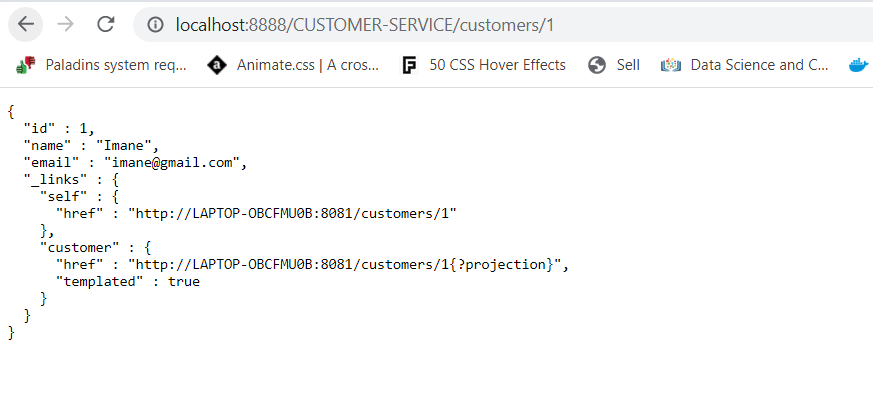 localhost:8888/CUSTOMER-SERVICE/customers/1
Paladins system req... Animate.css | A cros... 50 CSS Hover Effects Sell Data Science and C...
{
  "id" : 1,
  "name" : "Imane",
  "email" : "imane@gmail.com",
  "_links" : {
    "self" : {
      "href" : "http://LAPTOP-OBCFMU0B:8081/customers/1"
    },
    "customer" : {
      "href" : "http://LAPTOP-OBCFMU0B:8081/customers/1{?projection}",
      "templated" : true
    }
  }
}